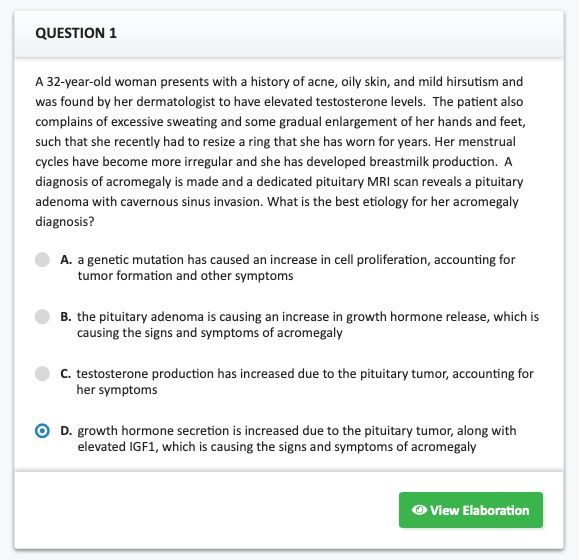 QUESTION 1
A 32-year-old woman presents with a history of acne, oily skin, and mild hirsutism and
was found by her dermatologist to have elevated testosterone levels.  The patient also
complains of excessive sweating and some gradual enlargement of her hands and feet,
such that she recently had to resize a ring that she has worn for years. Her menstrual
cycles have become more irregular and she has developed breastmilk production.  A
diagnosis of acromegaly is made and a dedicated pituitary MRI scan reveals a pituitary
adenoma with cavernous sinus invasion. What is the best etiology for her acromegaly
diagnosis?
A. a genetic mutation has caused an increase in cell proliferation, accounting for
tumor formation and other symptoms
B. the pituitary adenoma is causing an increase in growth hormone release, which is
causing the signs and symptoms of acromegaly
C. testosterone production has increased due to the pituitary tumor, accounting for
her symptoms
D. growth hormone secretion is increased due to the pituitary tumor, along with
elevated IGF1, which is causing the signs and symptoms of acromegaly
View Elaboration